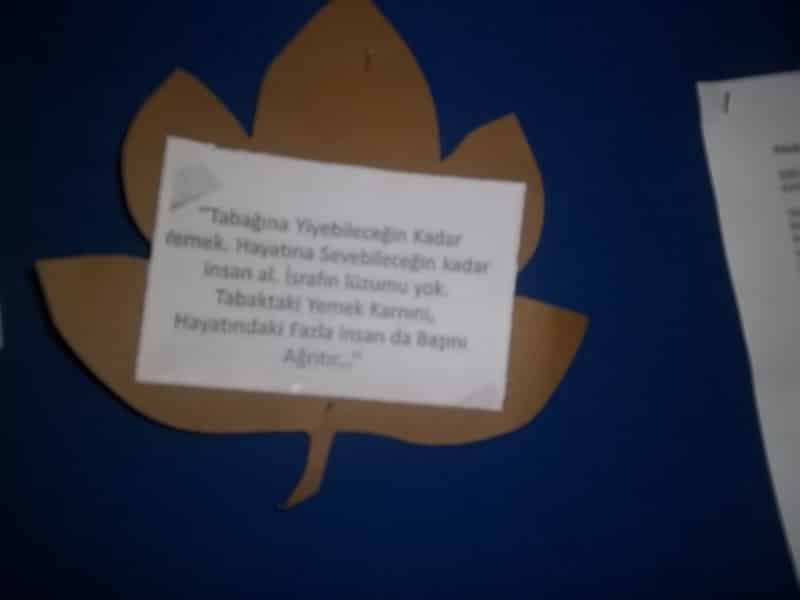 "Tabağına Yiyebileceğin Kadar
Yemek. Hayatına Sevebileceğin kadar
insan al. İsrafın lüzumu yok.
Tabaktaki Yemek Karnını,
Hayatındaki Fazla insan da Başını
Ağrıtır..."